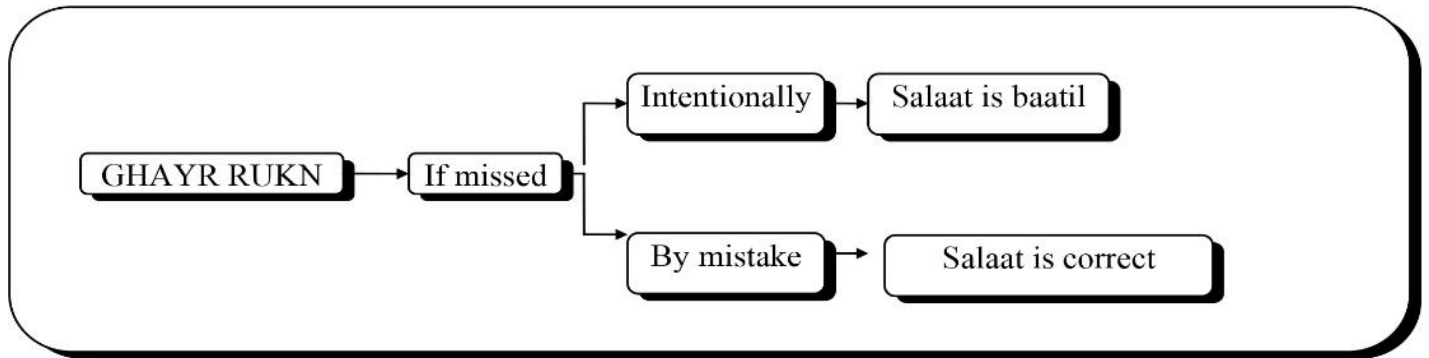 GHAYR RUKN
If missed
Intentionally
Salaat is baatil
By mistake
Salaat is correct